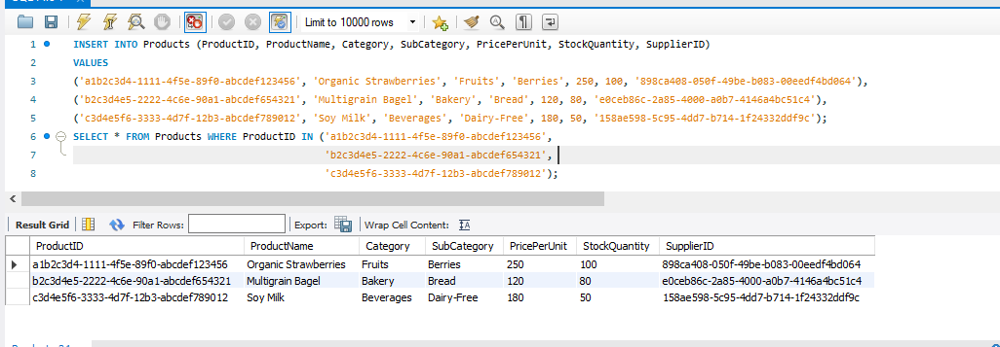 Limit to 10000 rows
1 INSERT INTO Products (ProductID, ProductName, Category, SubCategory, PricePerUnit, StockQuantity, SupplierID)
2 VALUES
3 ('a1b2c3d4-1111-4f5e-89f0-abcdef123456', 'Organic Strawberries', 'Fruits', 'Berries', 250, 100, '898ca408-050f-49be-b083-00eedf4bd064'),
4 ('b2c3d4e5-2222-4c6e-90a1-abcdef654321', 'Multigrain Bagel', 'Bakery', 'Bread', 120, 80, 'e0ceb86c-2a85-4000-a0b7-4146a4bc51c4'),
5 ('c3d4e5f6-3333-4d7f-12b3-abcdef789012', 'Soy Milk', 'Beverages', 'Dairy-Free', 180, 50, '158ae598-5c95-4dd7-b714-1f24332ddf9c');
6 SELECT * FROM Products WHERE ProductID IN ('a1b2c3d4-1111-4f5e-89f0-abcdef123456',
7 'b2c3d4e5-2222-4c6e-90a1-abcdef654321',
8 'c3d4e5f6-3333-4d7f-12b3-abcdef789012');
Result Grid Filter Rows: Export: Wrap Cell Content:
ProductID ProductName Category SubCategory PricePerUnit StockQuantity SupplierID
a1b2c3d4-1111-4f5e-89f0-abcdef123456 Organic Strawberries Fruits Berries 250 100 898ca408-050f-49be-b083-00eedf4bd064
b2c3d4e5-2222-4c6e-90a1-abcdef654321 Multigrain Bagel Bakery Bread 120 80 e0ceb86c-2a85-4000-a0b7-4146a4bc51c4
c3d4e5f6-3333-4d7f-12b3-abcdef789012 Soy Milk Beverages Dairy-Free 180 50 158ae598-5c95-4dd7-b714-1f24332ddf9c